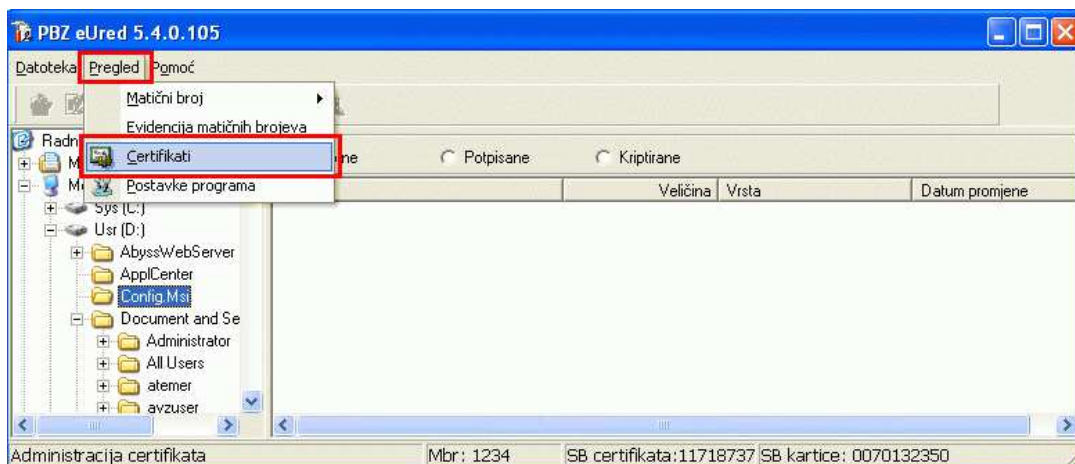 PBZ eUred 5.4.0.105
Datoteka Pregled Pomoć
Matični broj
Evidencija matičnih brojeva
Certifikati
Postavke programa
Potpisane Kriptirane
Veličina Vrsta Datum promjene
Sys (C:)
Usr (D:)
AbyssWebServer
ApplCenter
Config.Msi
Document and Se
Administrator
All Users
atemer
avzuser
Administracija certifikata Mbr: 1234 SB certifikata:11718737 SB kartice: 0070132350